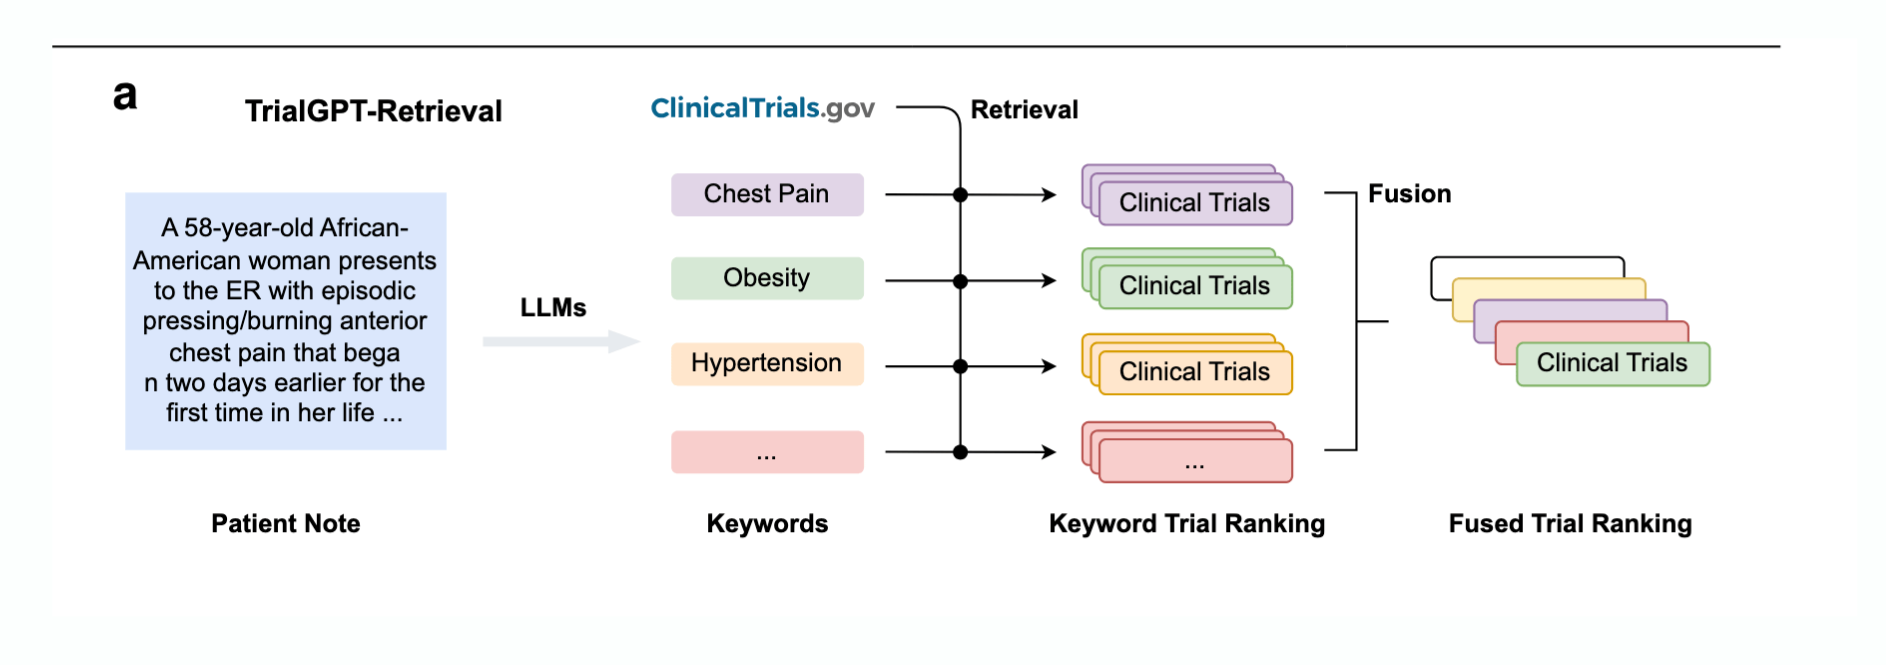 a
TrialGPT-Retrieval
ClinicalTrials.gov
Retrieval
A 58-year-old African-
American woman presents
to the ER with episodic
pressing/burning anterior
chest pain that bega
n two days earlier for the
first time in her life ...
LLMs
Chest Pain
Obesity
Hypertension
...
Clinical Trials
Clinical Trials
Clinical Trials
...
Fusion
Clinical Trials
Patient Note
Keywords
Keyword Trial Ranking
Fused Trial Ranking